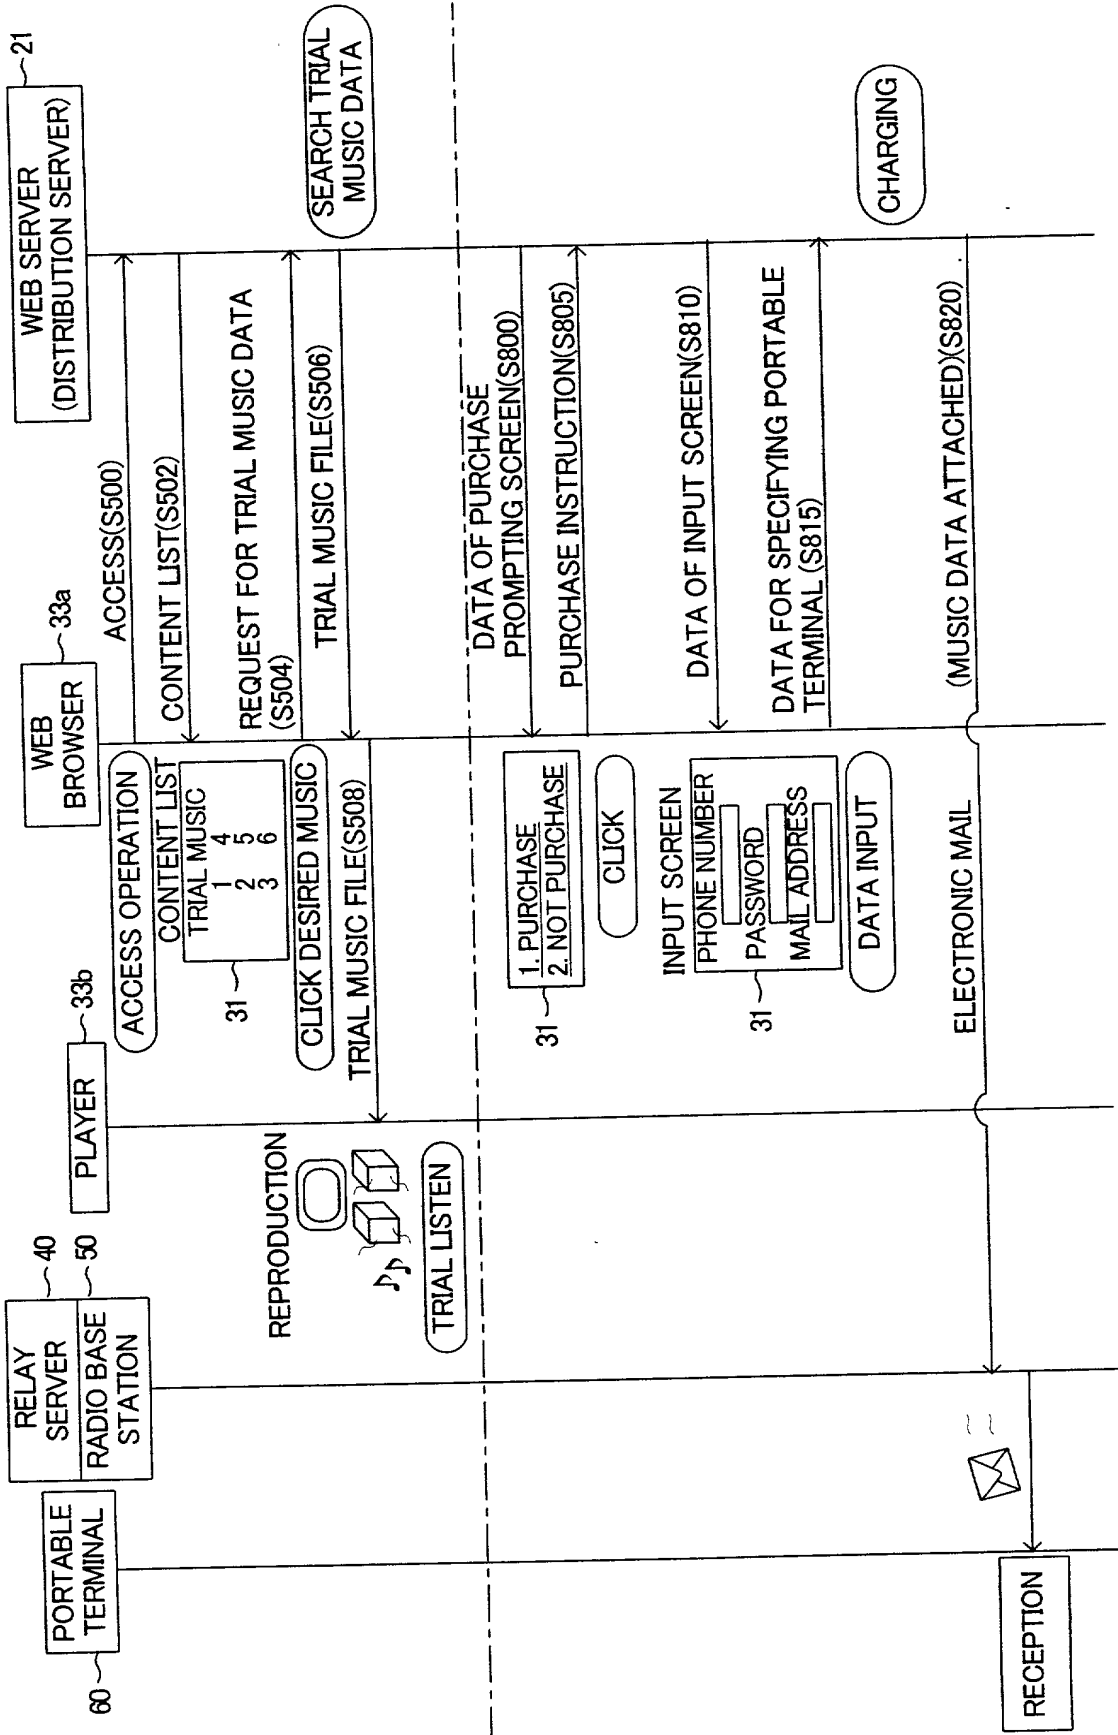 PORTABLE
TERMINAL
60
RELAY
SERVER
40
RADIO BASE
STATION
50
PLAYER
33b
WEB
BROWSER
33a
WEB SERVER
(DISTRIBUTION SERVER)
21
ACCESS OPERATION
ACCESS(S500)
CONTENT LIST
TRIAL MUSIC
1 4
2 5
3 6
31
CONTENT LIST(S502)
CLICK DESIRED MUSIC
REQUEST FOR TRIAL MUSIC DATA
(S504)
SEARCH TRIAL
MUSIC DATA
TRIAL MUSIC FILE(S506)
TRIAL MUSIC FILE(S508)
REPRODUCTION
TRIAL LISTEN
DATA OF PURCHASE
PROMPTING SCREEN(S800)
1. PURCHASE
2. NOT PURCHASE
31
PURCHASE INSTRUCTION(S805)
CLICK
DATA OF INPUT SCREEN(S810)
INPUT SCREEN
PHONE NUMBER
PASSWORD
MAIL ADDRESS
31
DATA FOR SPECIFYING PORTABLE
TERMINAL (S815)
DATA INPUT
CHARGING
ELECTRONIC MAIL
(MUSIC DATA ATTACHED)(S820)
RECEPTION